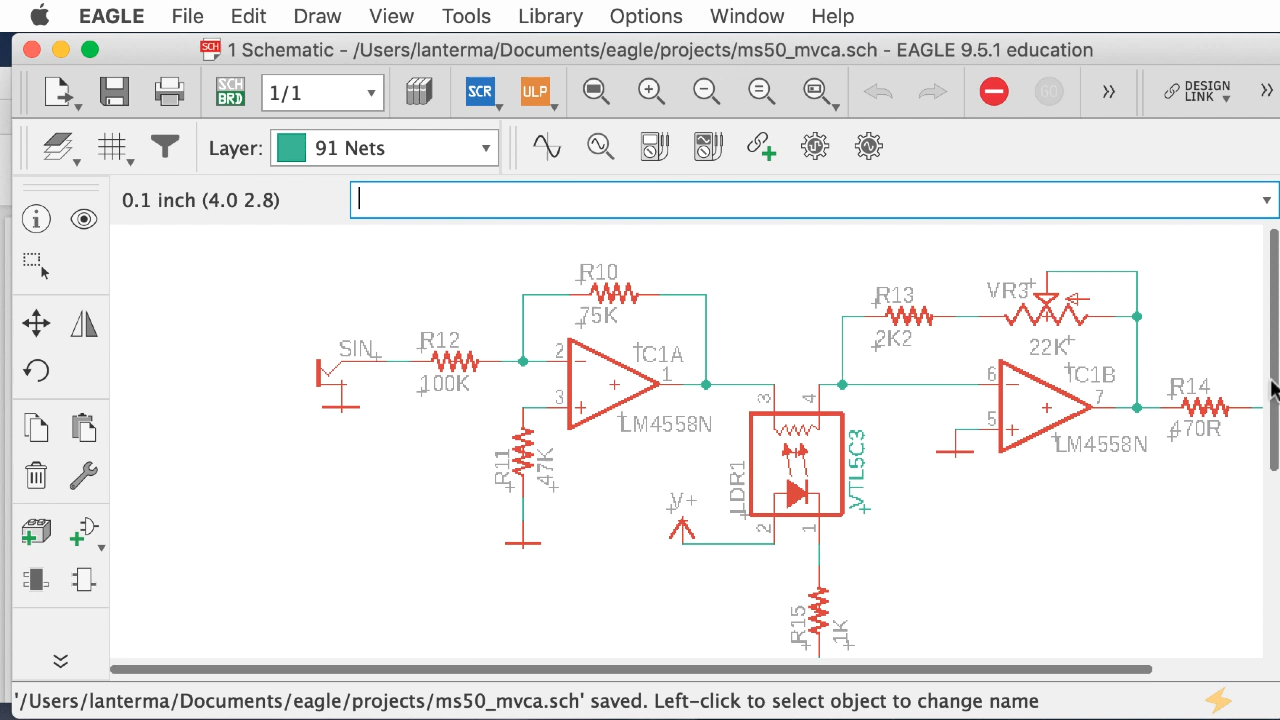 EAGLE File Edit Draw View Tools Library Options Window Help
SCH 1 Schematic - /Users/lanterma/Documents/eagle/projects/ms50_mvca.sch - EAGLE 9.5.1 education
SCH BRD 1/1 SCR ULP GO DESIGN LINK
Layer: 91 Nets
0.1 inch (4.0 2.8)
R10
75K
R12
100K
SIN
2
3
1
IC1A
LM4558N
R11
47K
V+
LDR1
3
4
2
1
VTL5C3
R15
1K
R13
2K2
VR3
22K
6
5
7
IC1B
LM4558N
R14
470R
'/Users/lanterma/Documents/eagle/projects/ms50_mvca.sch' saved. Left-click to select object to change name